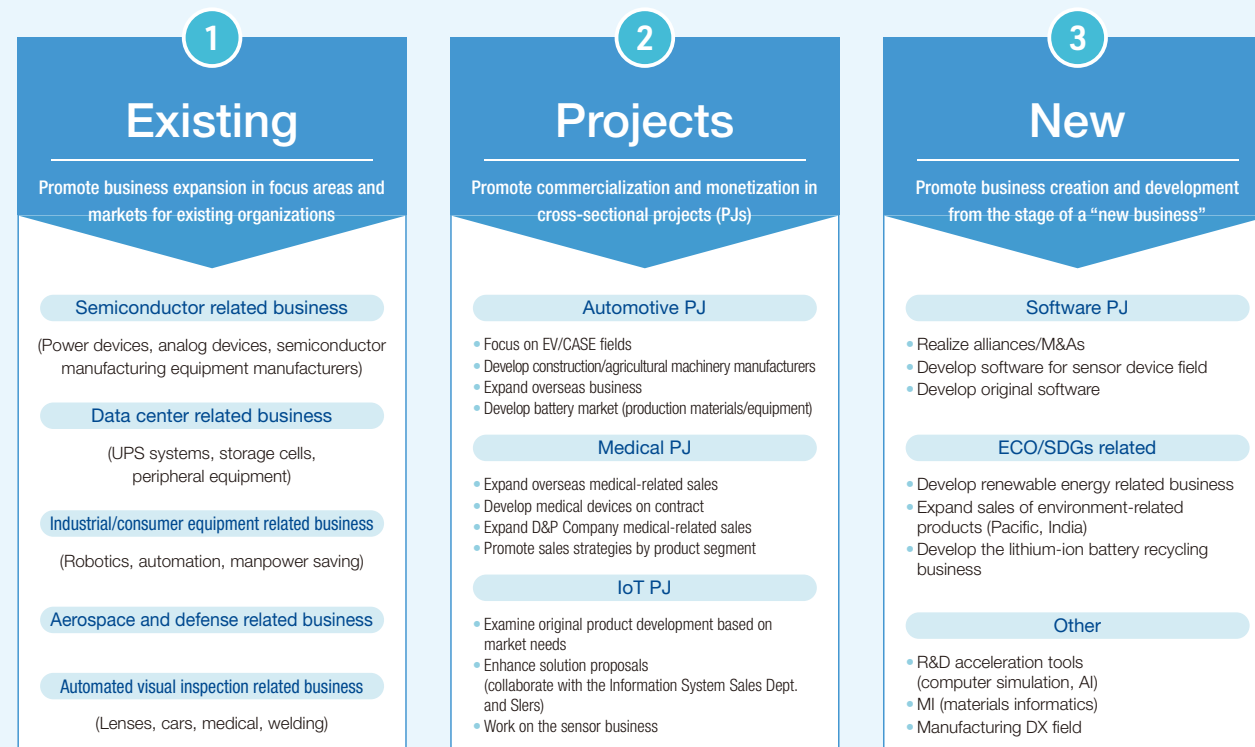 1
Existing
Promote business expansion in focus areas and
markets for existing organizations
Semiconductor related business
(Power devices, analog devices, semiconductor
manufacturing equipment manufacturers)
Data center related business
(UPS systems, storage cells,
peripheral equipment)
Industrial/consumer equipment related business
(Robotics, automation, manpower saving)
Aerospace and defense related business
Automated visual inspection related business
(Lenses, cars, medical, welding)
2
Projects
Promote commercialization and monetization in
cross-sectional projects (PJs)
Automotive PJ
• Focus on EV/CASE fields
• Develop construction/agricultural machinery manufacturers
• Expand overseas business
• Develop battery market (production materials/equipment)
Medical PJ
• Expand overseas medical-related sales
• Develop medical devices on contract
• Expand D&P Company medical-related sales
• Promote sales strategies by product segment
IoT PJ
• Examine original product development based on
market needs
• Enhance solution proposals
(collaborate with the Information System Sales Dept.
and SIers)
• Work on the sensor business
3
New
Promote business creation and development
from the stage of a “new business”
Software PJ
• Realize alliances/M&As
• Develop software for sensor device field
• Develop original software
ECO/SDGs related
• Develop renewable energy related business
• Expand sales of environment-related
products (Pacific, India)
• Develop the lithium-ion battery recycling
business
Other
• R&D acceleration tools
(computer simulation, AI)
• MI (materials informatics)
• Manufacturing DX field